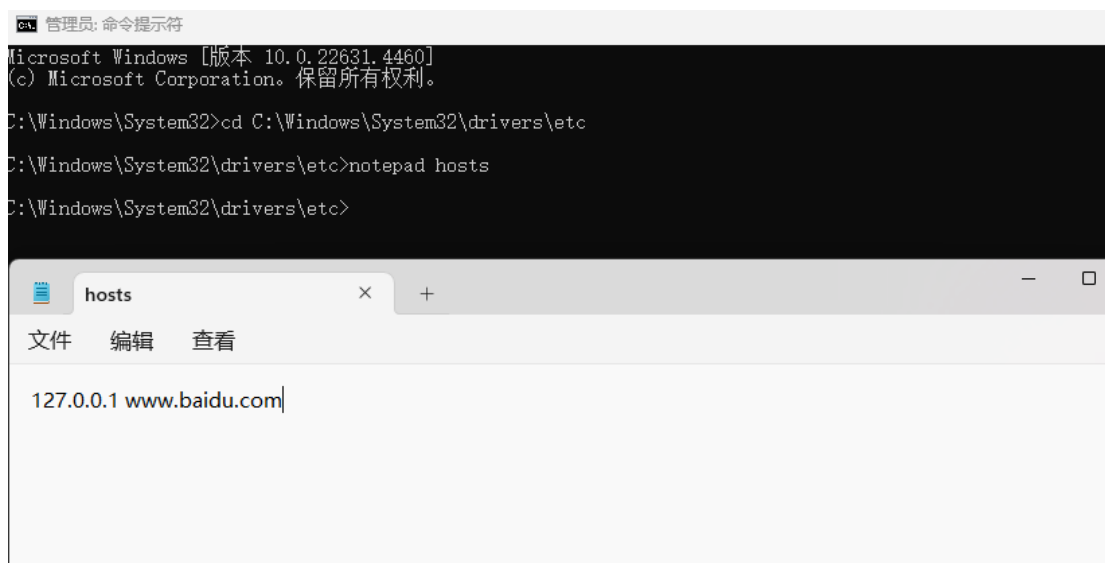 管理员: 命令提示符
Microsoft Windows [版本 10.0.22631.4460]
(c) Microsoft Corporation。保留所有权利。
C:\Windows\System32>cd C:\Windows\System32\drivers\etc
C:\Windows\System32\drivers\etc>notepad hosts
C:\Windows\System32\drivers\etc>
hosts
文件 编辑 查看
127.0.0.1 www.baidu.com